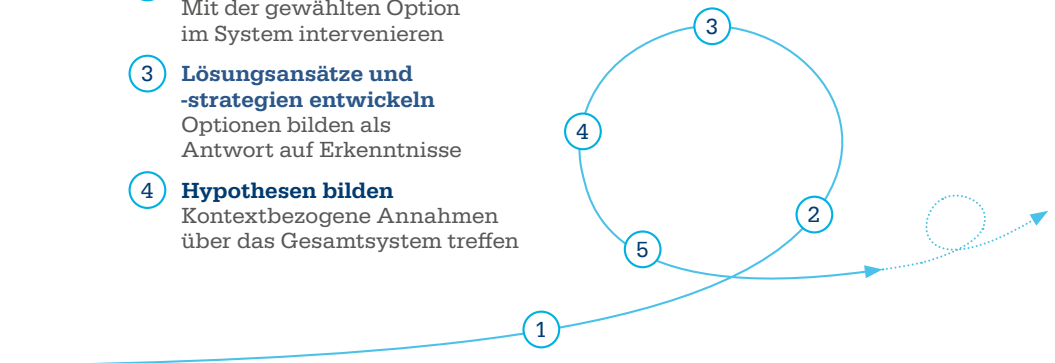 Mit der gewählten Option
im System intervenieren
3 Lösungsansätze und
-strategien entwickeln
Optionen bilden als
Antwort auf Erkenntnisse
4 Hypothesen bilden
Kontextbezogene Annahmen
über das Gesamtsystem treffen
3
4
2
5
1